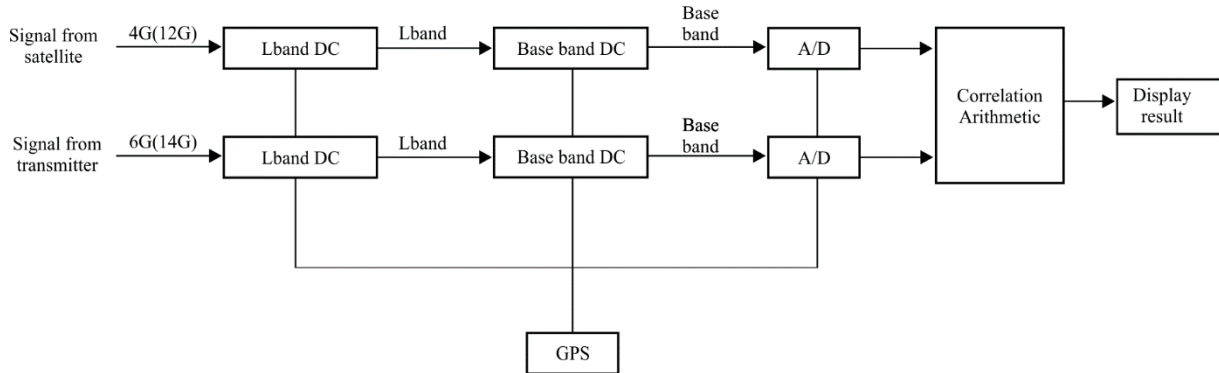 Signal from
satellite
4G(12G)
Lband DC
Lband
Base band DC
Base
band
A/D
Signal from
transmitter
6G(14G)
Lband DC
Lband
Base band DC
Base
band
A/D
Correlation
Arithmetic
Display
result
GPS